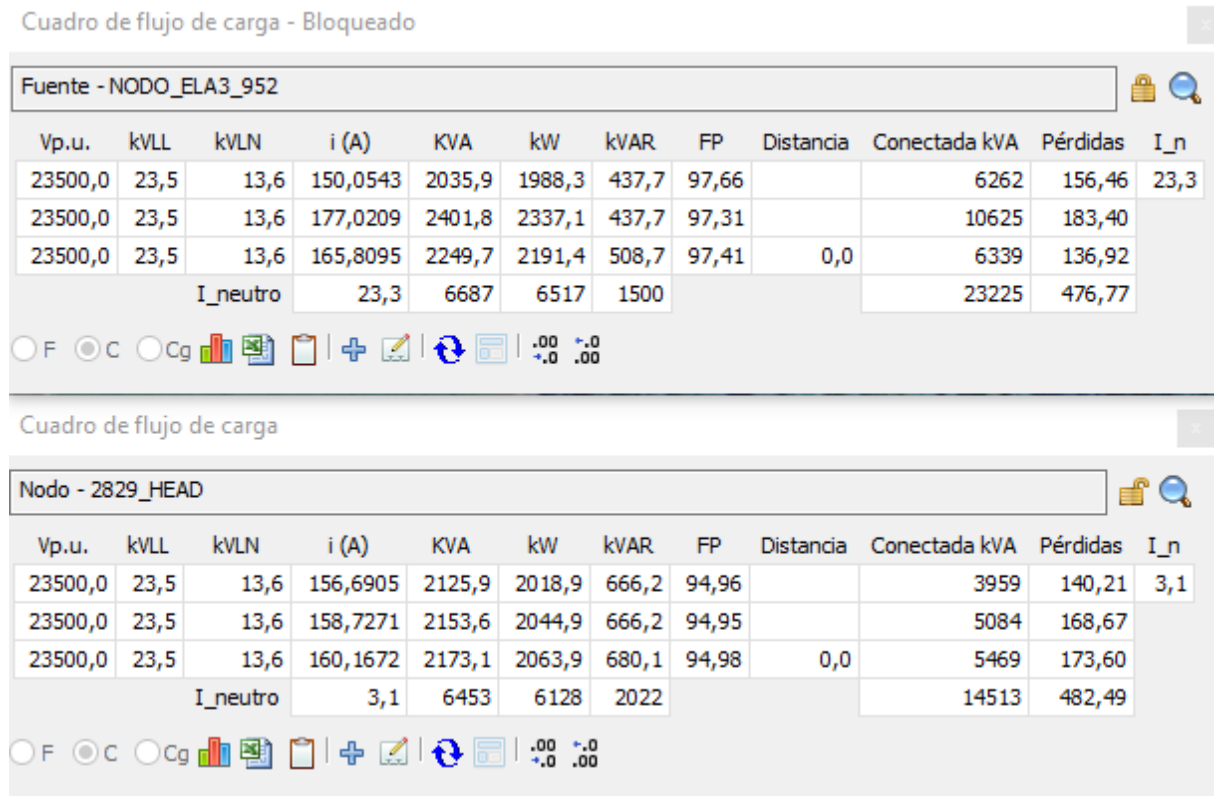 Cuadro de flujo de carga - Bloqueado
Fuente - NODO_ELA3_952
Vp.u. kVLL kVLN i (A) KVA kW kVAR FP Distancia Conectada kVA Pérdidas I_n
23500,0 23,5 13,6 150,0543 2035,9 1988,3 437,7 97,66 6262 156,46 23,3
23500,0 23,5 13,6 177,0209 2401,8 2337,1 437,7 97,31 10625 183,40
23500,0 23,5 13,6 165,8095 2249,7 2191,4 508,7 97,41 0,0 6339 136,92
I_neutro 23,3 6687 6517 1500 23225 476,77
F C Cg .00 .0 .0 .00
Cuadro de flujo de carga
Nodo - 2829_HEAD
Vp.u. kVLL kVLN i (A) KVA kW kVAR FP Distancia Conectada kVA Pérdidas I_n
23500,0 23,5 13,6 156,6905 2125,9 2018,9 666,2 94,96 3959 140,21 3,1
23500,0 23,5 13,6 158,7271 2153,6 2044,9 666,2 94,95 5084 168,67
23500,0 23,5 13,6 160,1672 2173,1 2063,9 680,1 94,98 0,0 5469 173,60
I_neutro 3,1 6453 6128 2022 14513 482,49
F C Cg .00 .0 .0 .00